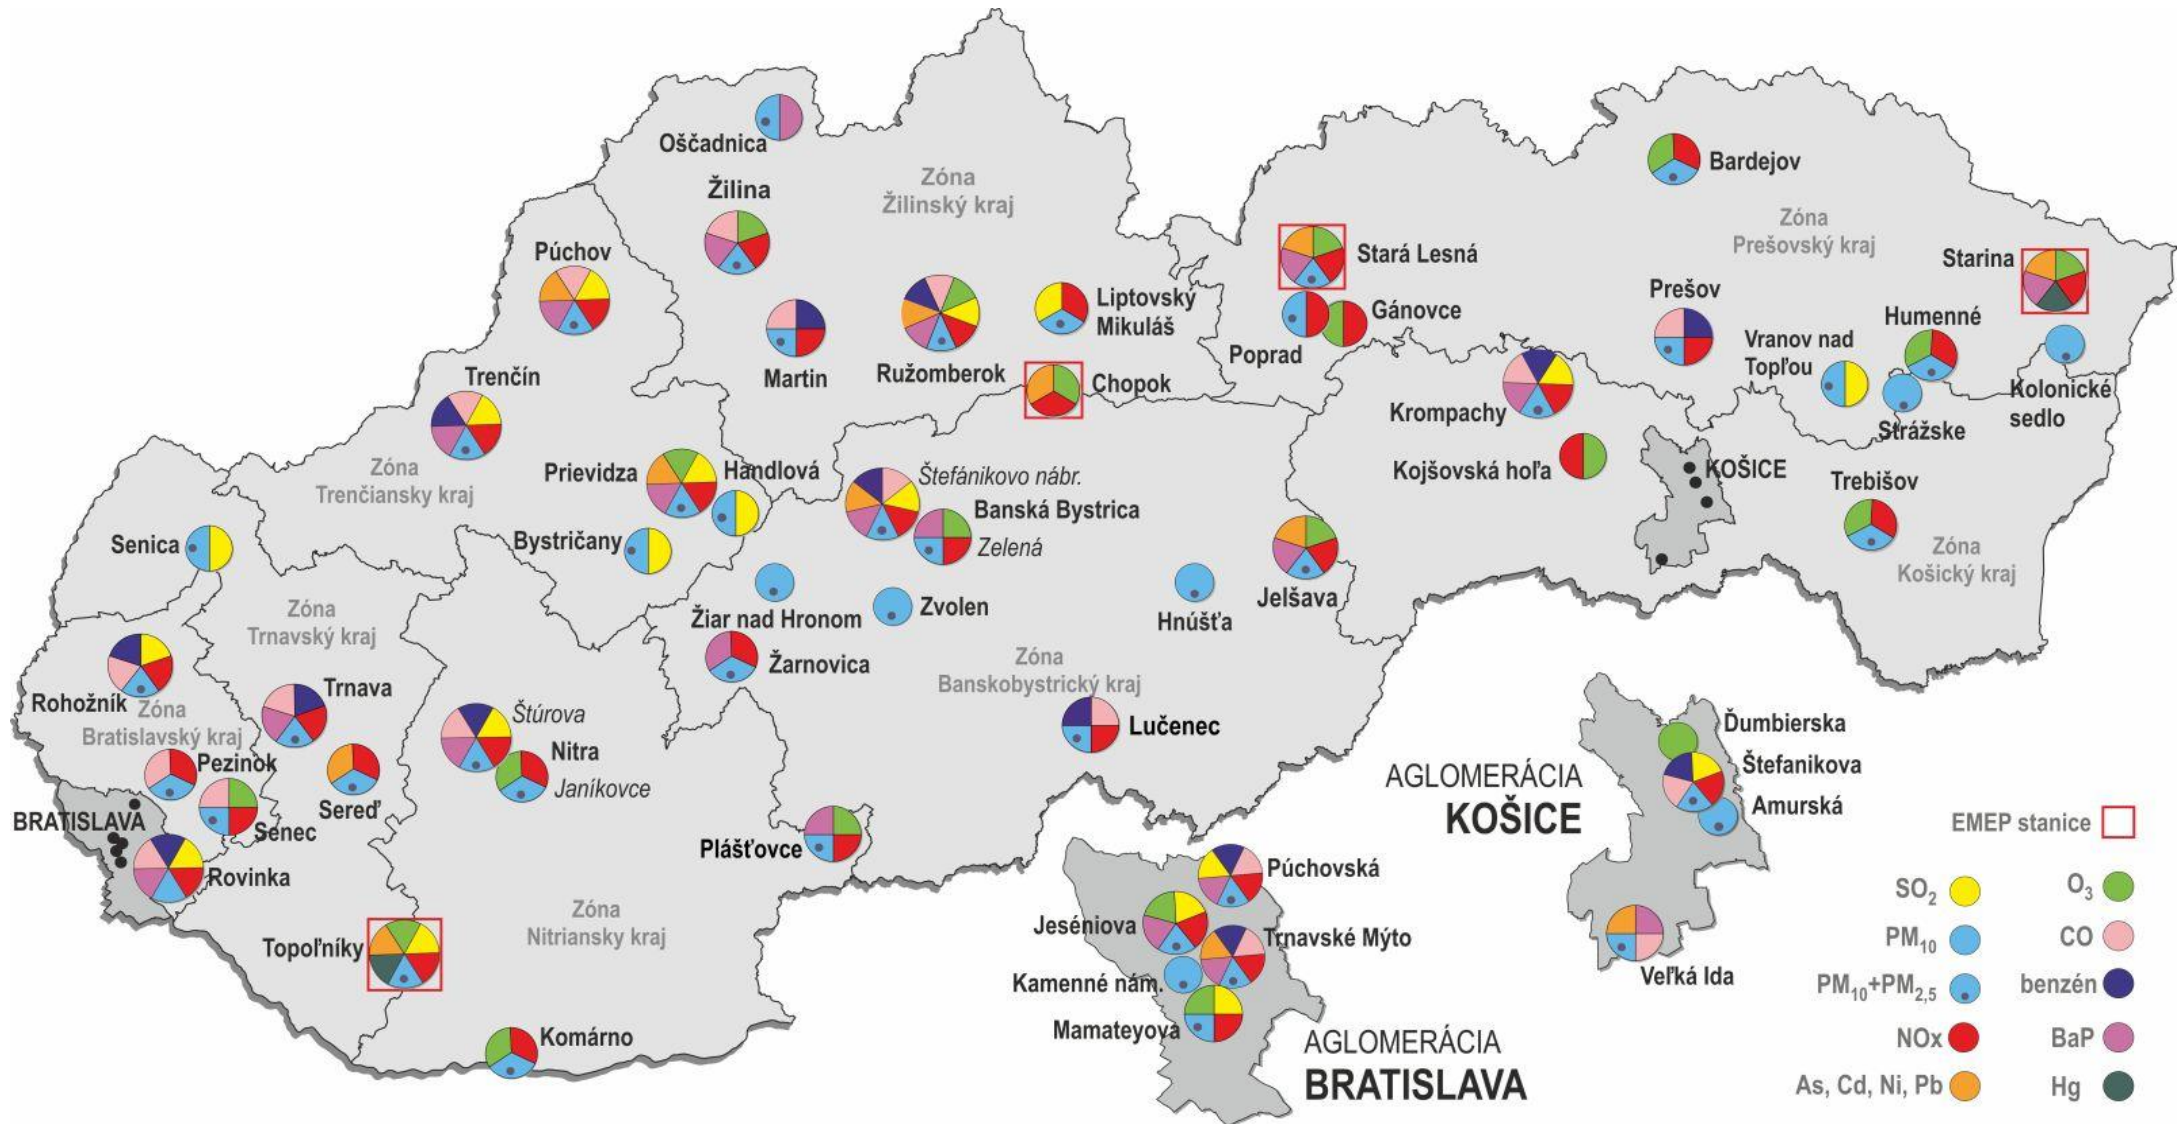 Oščadnica
Žilina
Zóna
Žilinský kraj
Púchov
Martin
Ružomberok
Liptovský
Mikuláš
Chopok
Trenčín
Zóna
Trenčiansky kraj
Prievidza
Handlová
Bystričany
Stará Lesná
Gánovce
Poprad
Bardejov
Zóna
Prešovský kraj
Starina
Prešov
Vranov nad
Topľou
Humenné
Kolonické
sedlo
Strážske
Krompachy
Kojšovská hoľa
KOŠICE
Trebišov
Zóna
Košický kraj
Štefánikovo nábr.
Banská Bystrica
Zelená
Žiar nad Hronom
Zvolen
Žarnovica
Hnúšťa
Jelšava
Zóna
Banskobystrický kraj
Lučenec
Senica
Zóna
Trnavský kraj
Rohožník
Zóna
Bratislavský kraj
Trnava
Pezinok
Sereď
Senec
BRATISLAVA
Rovinka
Štúrova
Nitra
Janíkovce
Plášťovce
Zóna
Nitriansky kraj
Topoľníky
Komárno
Púchovská
Jeséniova
Trnavské Mýto
Kamenné nám.
Mamateyová
AGLOMERÁCIA
BRATISLAVA
AGLOMERÁCIA
KOŠICE
Ďumbierska
Štefanikova
Amurská
Veľká Ida
EMEP stanice
SO2
O3
PM10
CO
PM10+PM2,5
benzén
NOx
BaP
As, Cd, Ni, Pb
Hg